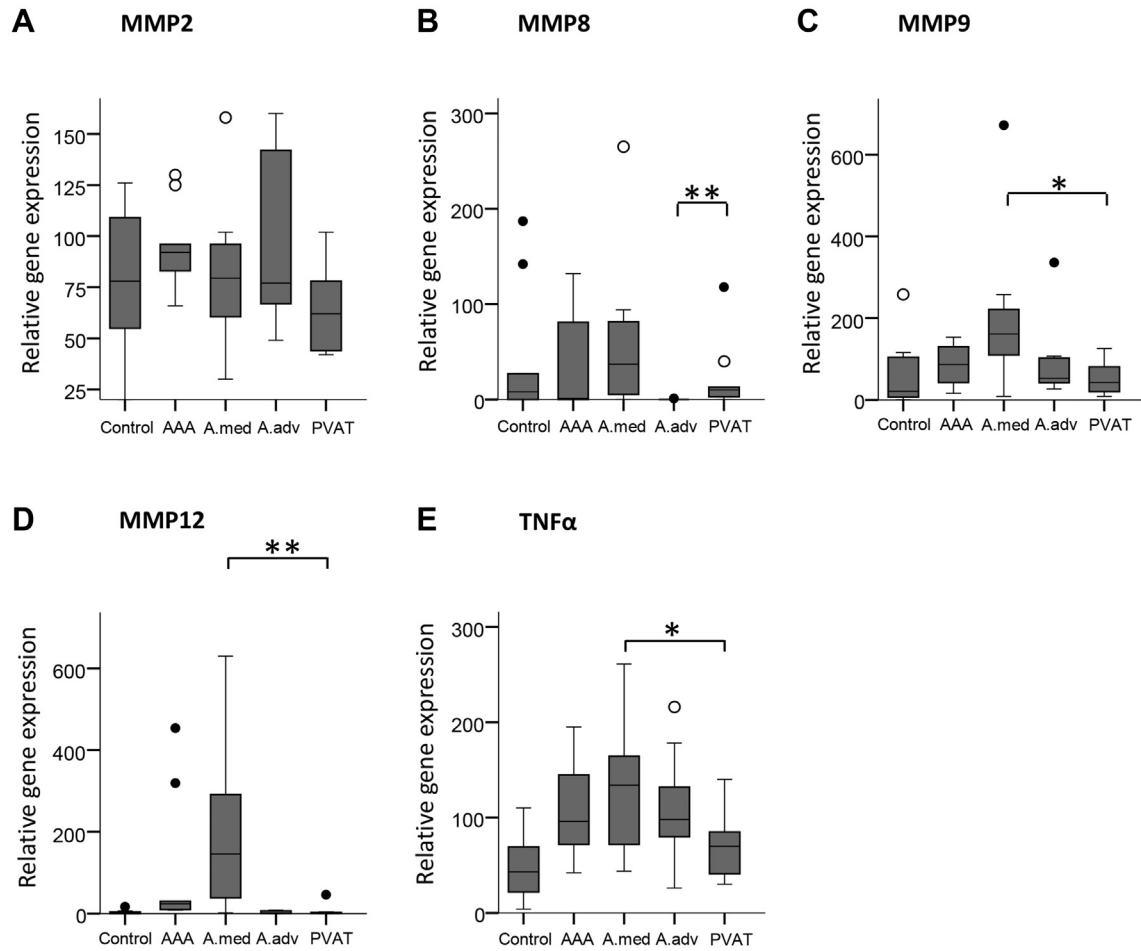 A MMP2
B MMP8
C MMP9
Relative gene expression
150
125
100
75
50
25
Control AAA A.med A.adv PVAT
Relative gene expression
300
200
100
0
**
Control AAA A.med A.adv PVAT
Relative gene expression
600
400
200
0
*
Control AAA A.med A.adv PVAT
D MMP12
E TNFα
**
Relative gene expression
600
400
200
0
Control AAA A.med A.adv PVAT
Relative gene expression
300
200
100
0
*
Control AAA A.med A.adv PVAT